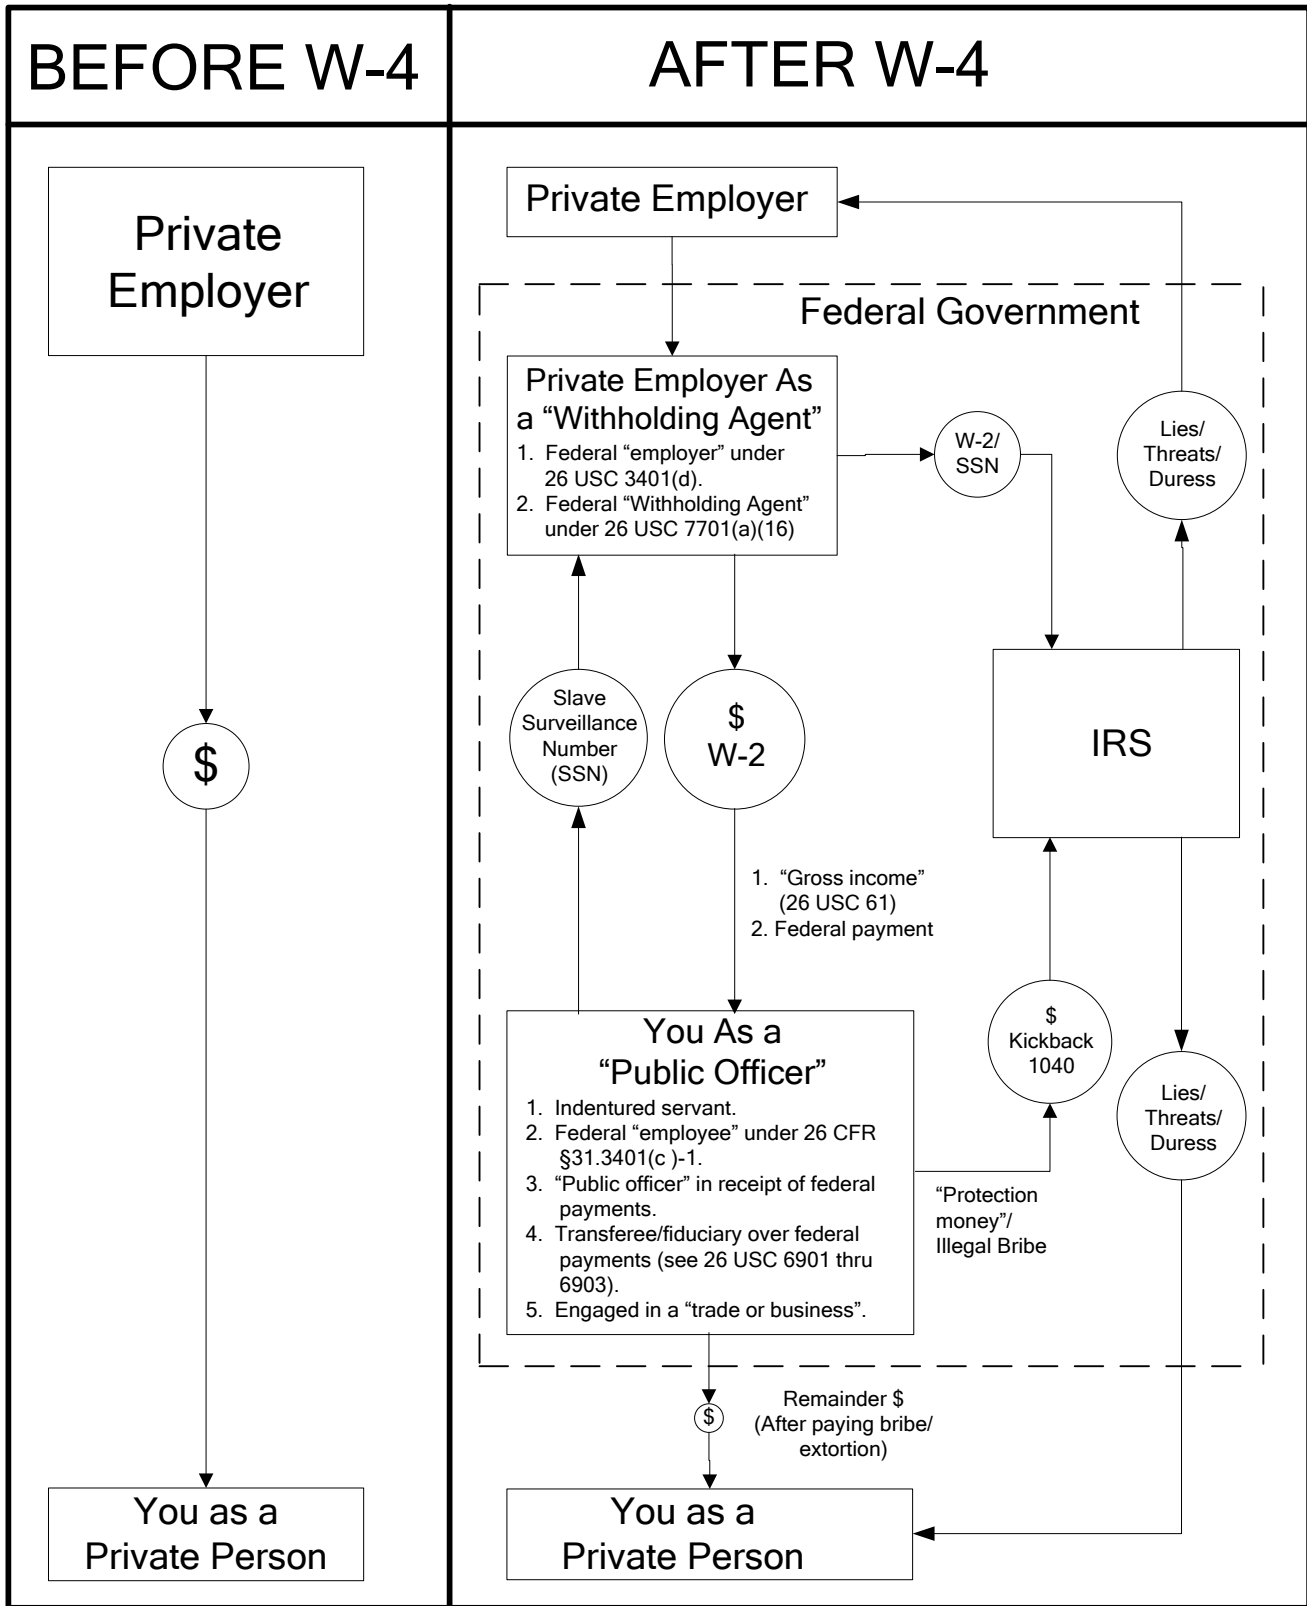 BEFORE W-4
AFTER W-4
Private
Employer
$
You as a
Private Person
Private Employer
Federal Government
Private Employer As
a “Withholding Agent”
1. Federal “employer” under
26 USC 3401(d).
2. Federal “Withholding Agent”
under 26 USC 7701(a)(16)
W-2/
SSN
Lies/
Threats/
Duress
Slave
Surveillance
Number
(SSN)
$
W-2
IRS
1. “Gross income”
(26 USC 61)
2. Federal payment
You As a
“Public Officer”
1. Indentured servant.
2. Federal “employee” under 26 CFR
§31.3401(c )-1.
3. “Public officer” in receipt of federal
payments.
4. Transferee/fiduciary over federal
payments (see 26 USC 6901 thru
6903).
5. Engaged in a “trade or business”.
$
Kickback
1040
Lies/
Threats/
Duress
“Protection
money”/
Illegal Bribe
$
Remainder $
(After paying bribe/
extortion)
You as a
Private Person